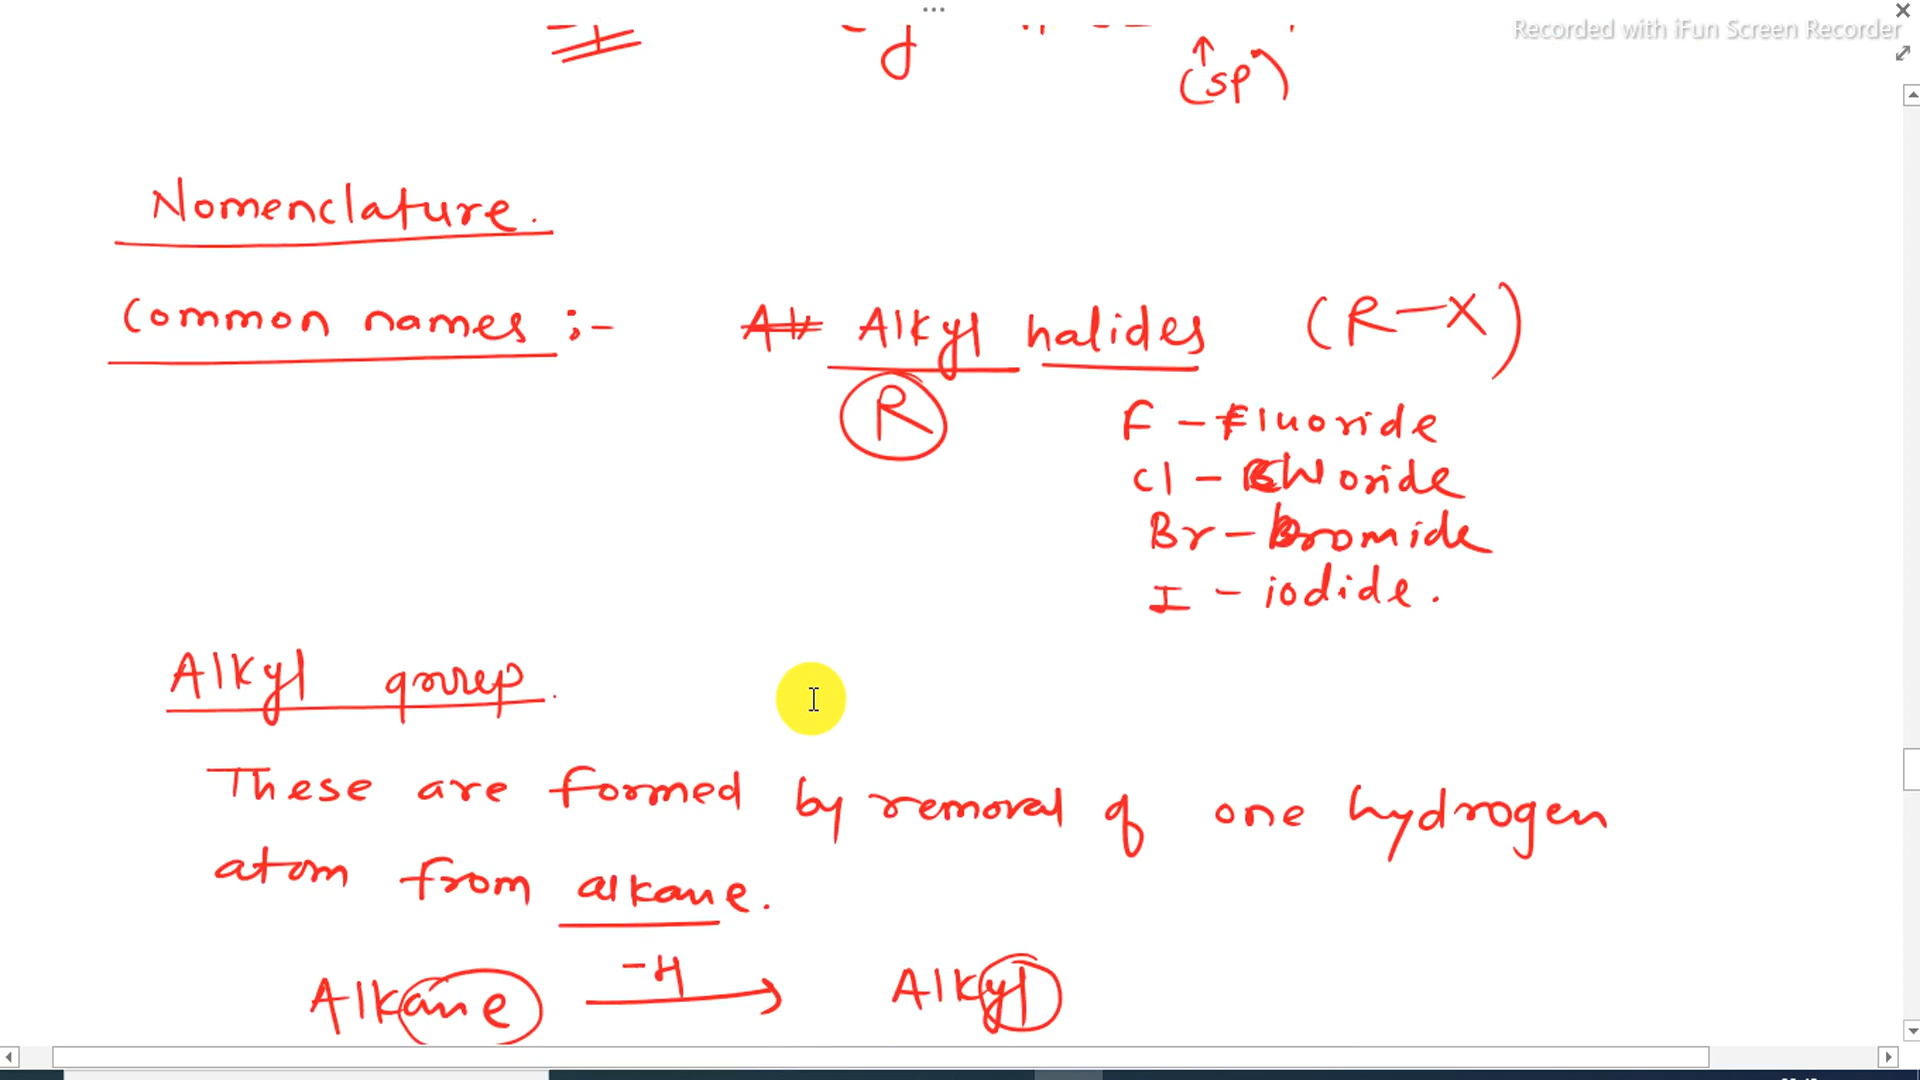 Recorded with iFun Screen Recorder
(sp)
Nomenclature.
Common names :- Alkyl halides (R-X)
R
F - Fluoride
Cl - Chloride
Br - bromide
I - iodide.
Alkyl group.
These are formed by removal of one hydrogen
atom from alkane.
Alkane -H → Alkyl